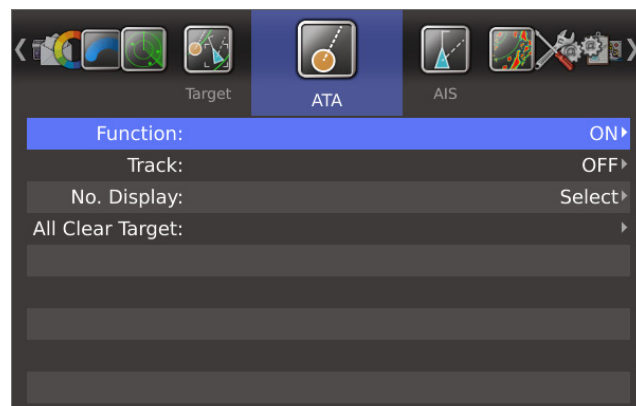 Target
ATA
AIS
Function: ON
Track: OFF
No. Display: Select
All Clear Target: